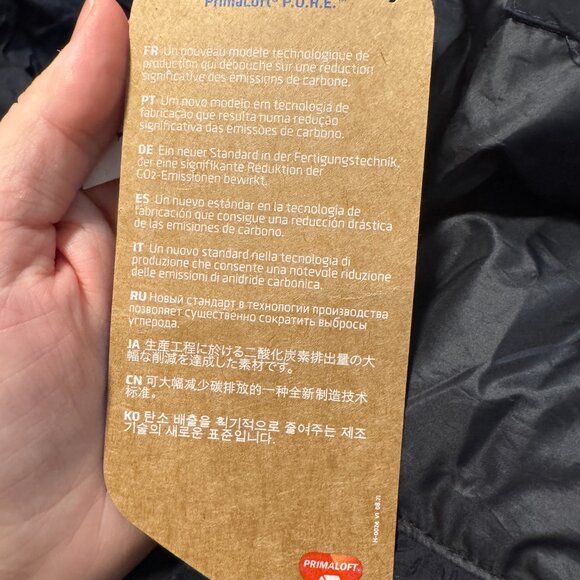 PrimaLoft® P.U.R.E.™
FR Un nouveau modèle technologique de
production qui débouche sur une réduction
significative des émissions de carbone.
PT Um novo modelo em tecnologia de
fabricação que resulta numa redução
significativa das emissões de carbono.
DE Ein neuer Standard in der Fertigungstechnik,
der eine signifikante Reduktion der
CO2-Emissionen bewirkt.
ES Un nuevo estándar en la tecnología de
fabricación que consigue una reducción drástica
de las emisiones de carbono.
IT Un nuovo standard nella tecnologia di
produzione che consente una notevole riduzione
delle emissioni di anidride carbonica.
RU Новый стандарт в технологии производства
позволяет существенно сократить выбросы
углерода.
JA 生産工程に於ける二酸化炭素排出量の大
幅な削減を達成した素材です。
CN 可大幅减少碳排放的一种全新制造技术
标准。
KO 탄소 배출을 획기적으로 줄여주는 제조
기술의 새로운 표준입니다.
H-0024 V1 08.21
PRIMALOFT®